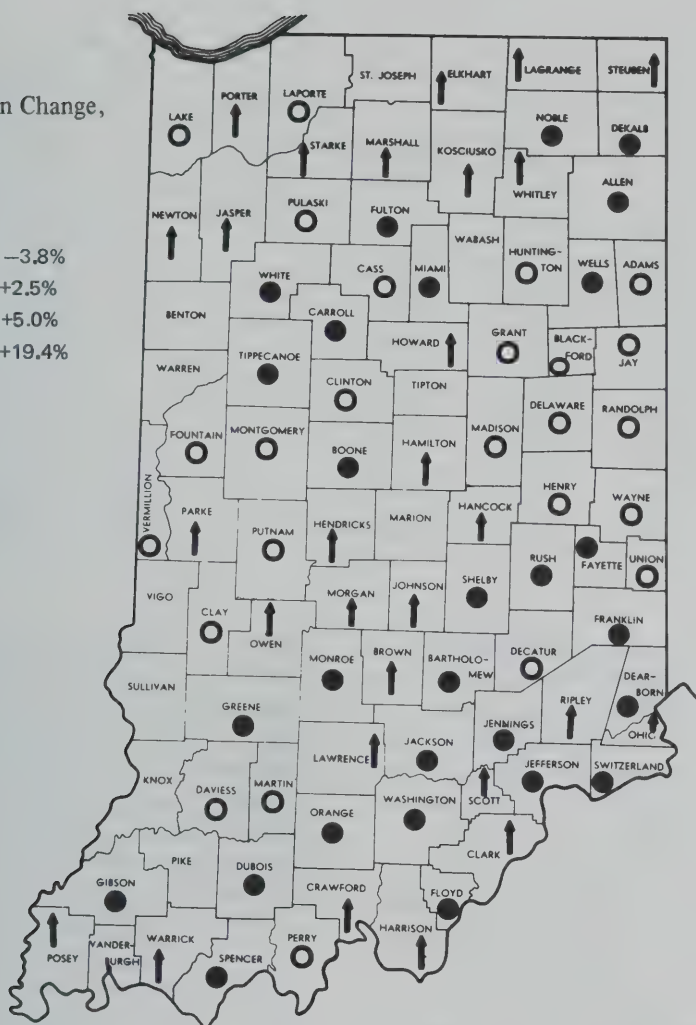 n Change,
—3.8%
+2.5%
+5.0%
+19.4%
LAKE
PORTER
LAPORTE
ST. JOSEPH
ELKHART
LAGRANGE
STEUBEN
NOBLE
DEKALB
STARKE
MARSHALL
KOSCIUSKO
WHITLEY
ALLEN
NEWTON
JASPER
PULASKI
FULTON
WABASH
HUNTING-
TON
WELLS
ADAMS
WHITE
CASS
MIAMI
BENTON
CARROLL
HOWARD
GRANT
BLACK-
FORD
JAY
WARREN
TIPPECANOE
CLINTON
TIPTON
DELAWARE
RANDOLPH
FOUNTAIN
MONTGOMERY
BOONE
HAMILTON
MADISON
VERMILLION
PARKE
PUTNAM
HENDRICKS
MARION
HANCOCK
HENRY
WAYNE
RUSH
FAYETTE
UNION
VIGO
CLAY
OWEN
MORGAN
JOHNSON
SHELBY
FRANKLIN
SULLIVAN
GREENE
MONROE
BROWN
BARTHOLO-
MEW
DECATUR
RIPLEY
DEAR-
BORN
OHIO
JENNINGS
KNOX
DAVIESS
MARTIN
LAWRENCE
JACKSON
JEFFERSON
SWITZERLAND
ORANGE
WASHINGTON
SCOTT
CLARK
GIBSON
PIKE
DUBOIS
CRAWFORD
FLOYD
HARRISON
POSEY
VANDER-
BURGH
WARRICK
SPENCER
PERRY